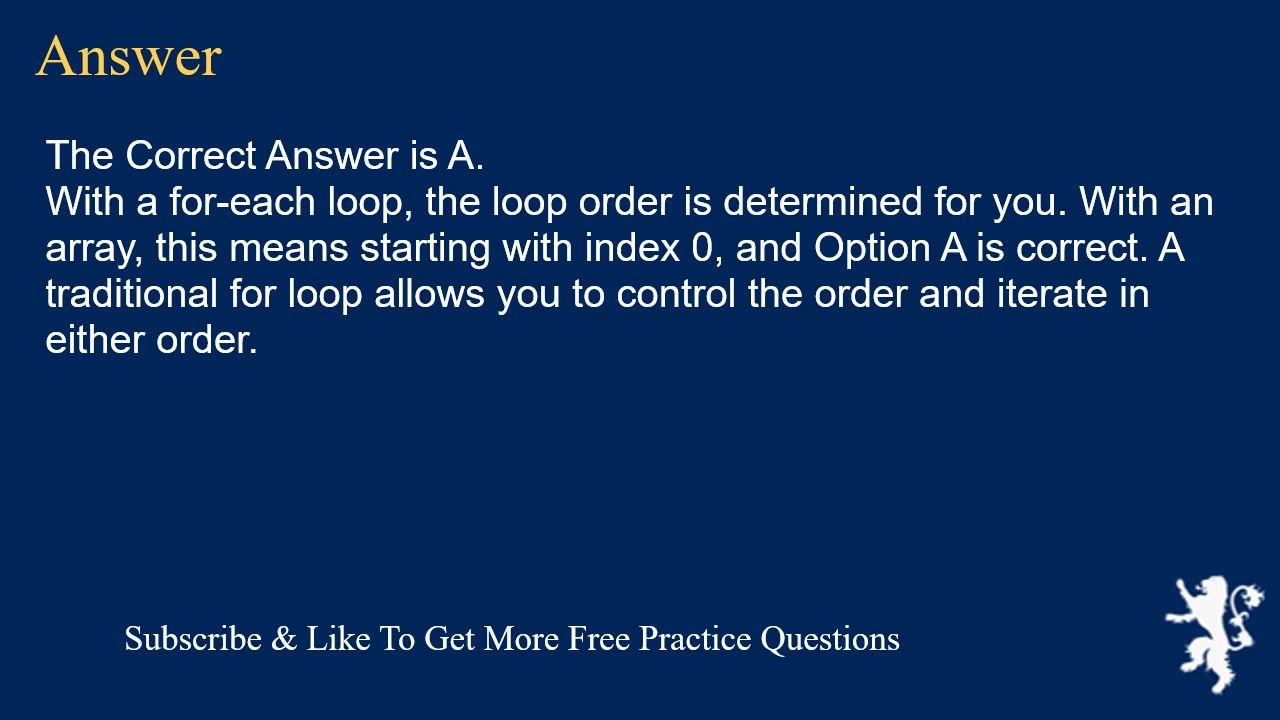 Answer
The Correct Answer is A.
With a for-each loop, the loop order is determined for you. With an
array, this means starting with index 0, and Option A is correct. A
traditional for loop allows you to control the order and iterate in
either order.
Subscribe & Like To Get More Free Practice Questions